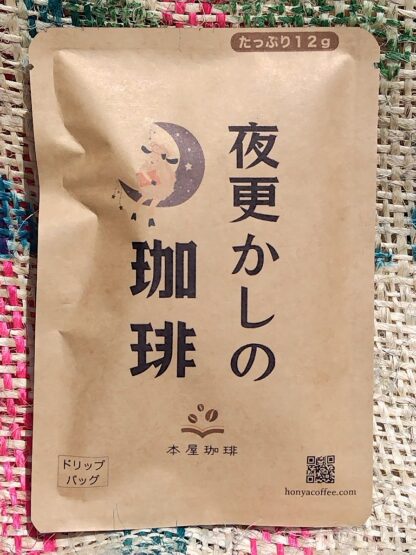 たっぷり12g
夜更かしの
珈琲
本屋珈琲
ドリップ
バッグ
honyacoffee.com